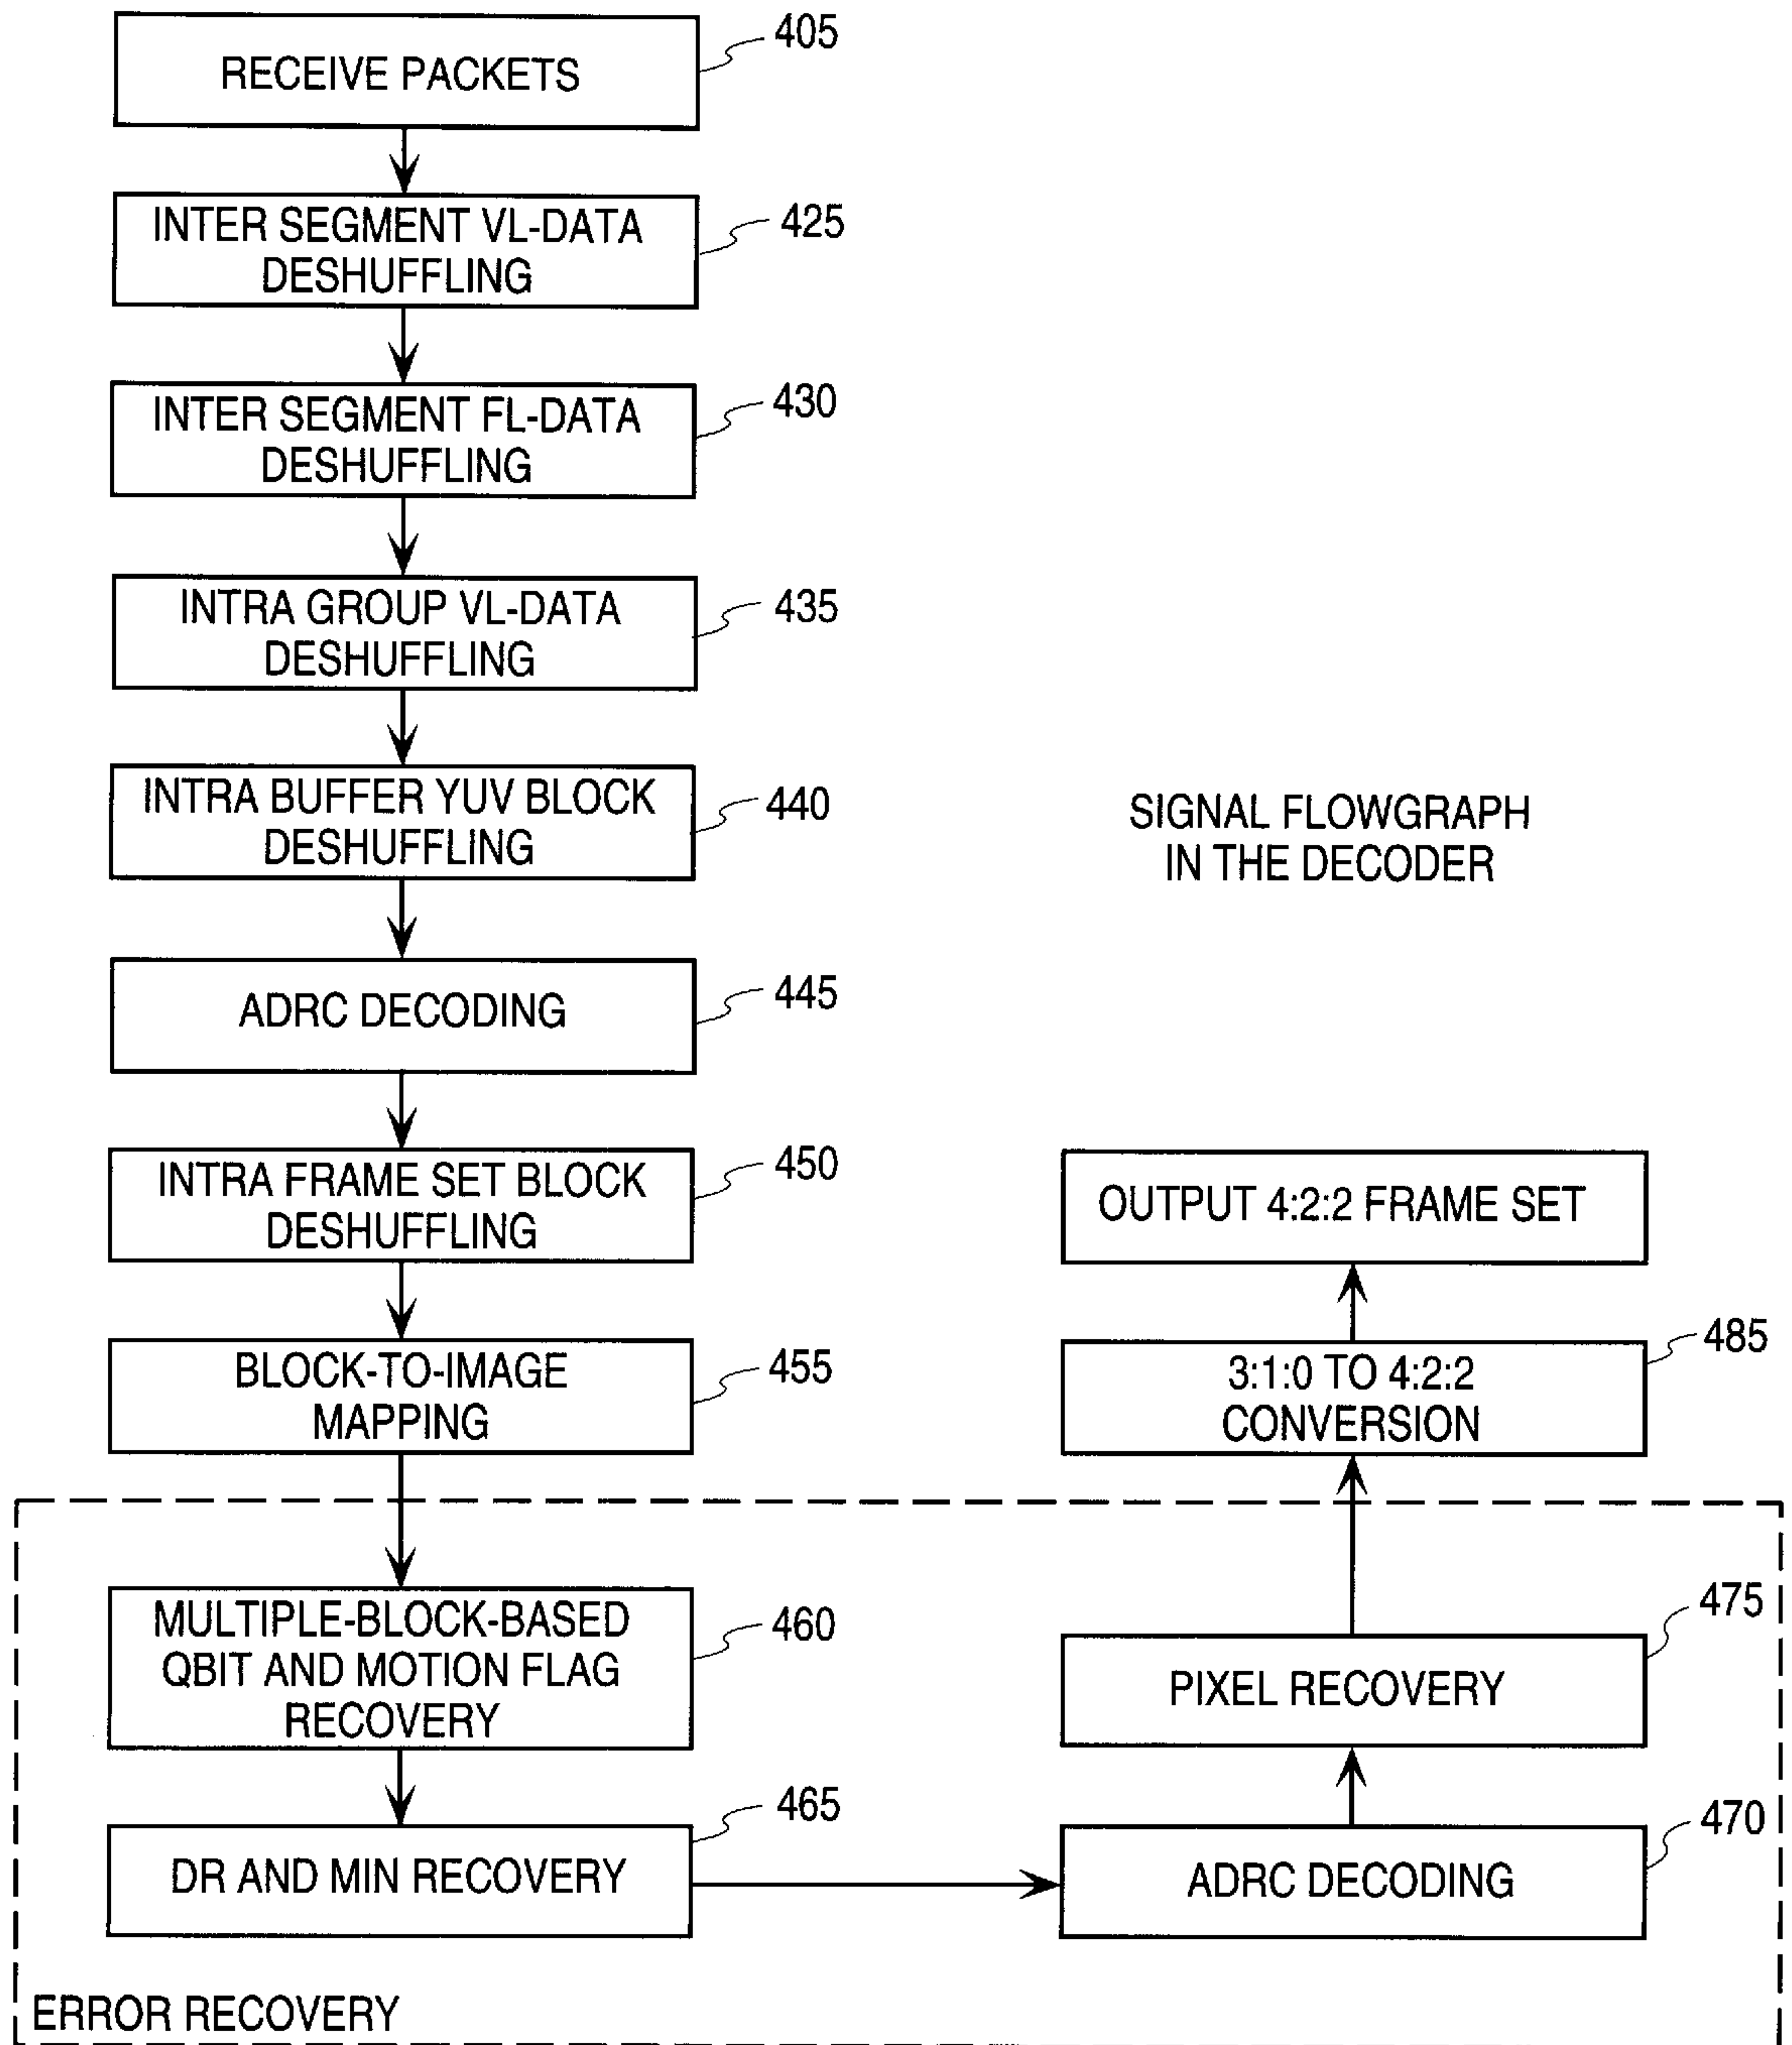 RECEIVE PACKETS
405
INTER SEGMENT VL-DATA
DESHUFFLING
425
INTER SEGMENT FL-DATA
DESHUFFLING
430
INTRA GROUP VL-DATA
DESHUFFLING
435
INTRA BUFFER YUV BLOCK
DESHUFFLING
440
SIGNAL FLOWGRAPH
IN THE DECODER
ADRC DECODING
445
INTRA FRAME SET BLOCK
DESHUFFLING
450
BLOCK-TO-IMAGE
MAPPING
455
MULTIPLE-BLOCK-BASED
QBIT AND MOTION FLAG
RECOVERY
460
DR AND MIN RECOVERY
465
ADRC DECODING
470
PIXEL RECOVERY
475
3:1:0 TO 4:2:2
CONVERSION
485
OUTPUT 4:2:2 FRAME SET
ERROR RECOVERY